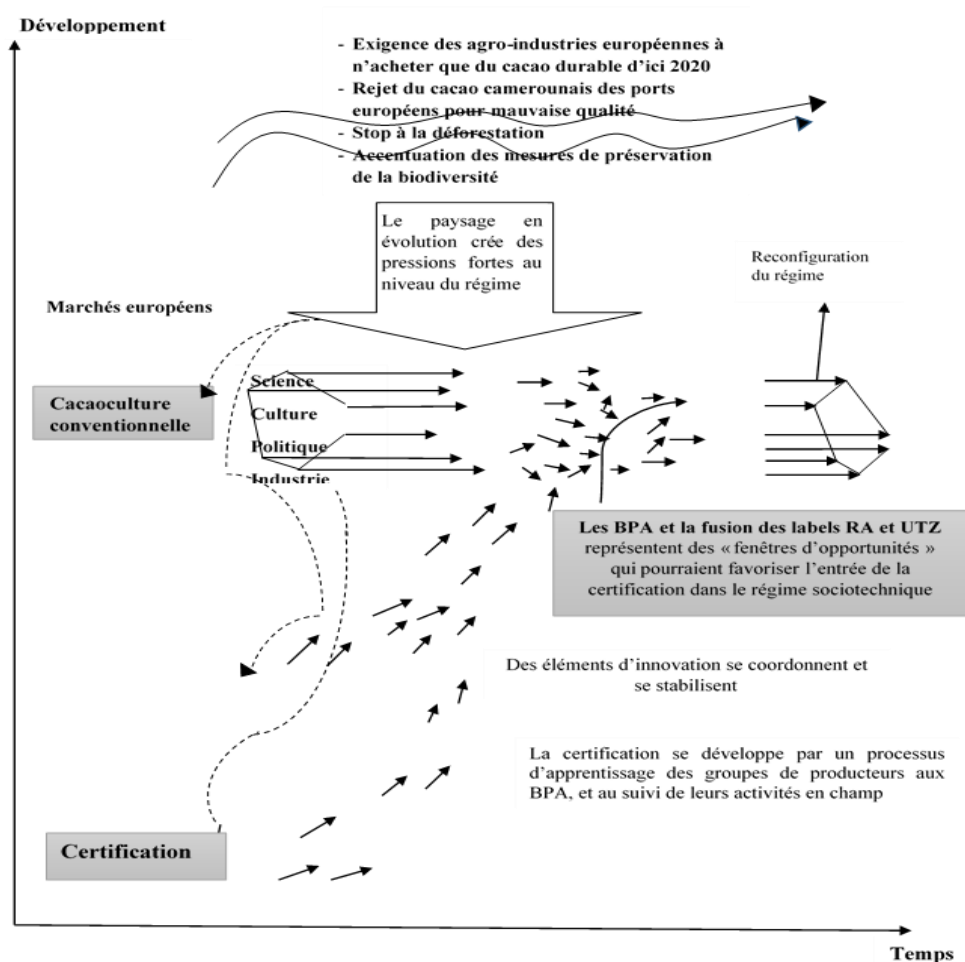 Développement
- Exigence des agro-industries européennes à
n'acheter que du cacao durable d'ici 2020
- Rejet du cacao camerounais des ports
européens pour mauvaise qualité
- Stop à la déforestation
- Accentuation des mesures de préservation
de la biodiversité
Le paysage en
évolution crée des
pressions fortes au
niveau du régime
Reconfiguration
du régime
Marchés européens
Cacaoculture
conventionnelle
Science
Culture
Politique
Industrie
Les BPA et la fusion des labels RA et UTZ
représentent des « fenêtres d'opportunités »
qui pourraient favoriser l'entrée de la
certification dans le régime sociotechnique
Des éléments d'innovation se coordonnent et
se stabilisent
La certification se développe par un processus
d'apprentissage des groupes de producteurs aux
BPA, et au suivi de leurs activités en champ
Certification
Temps